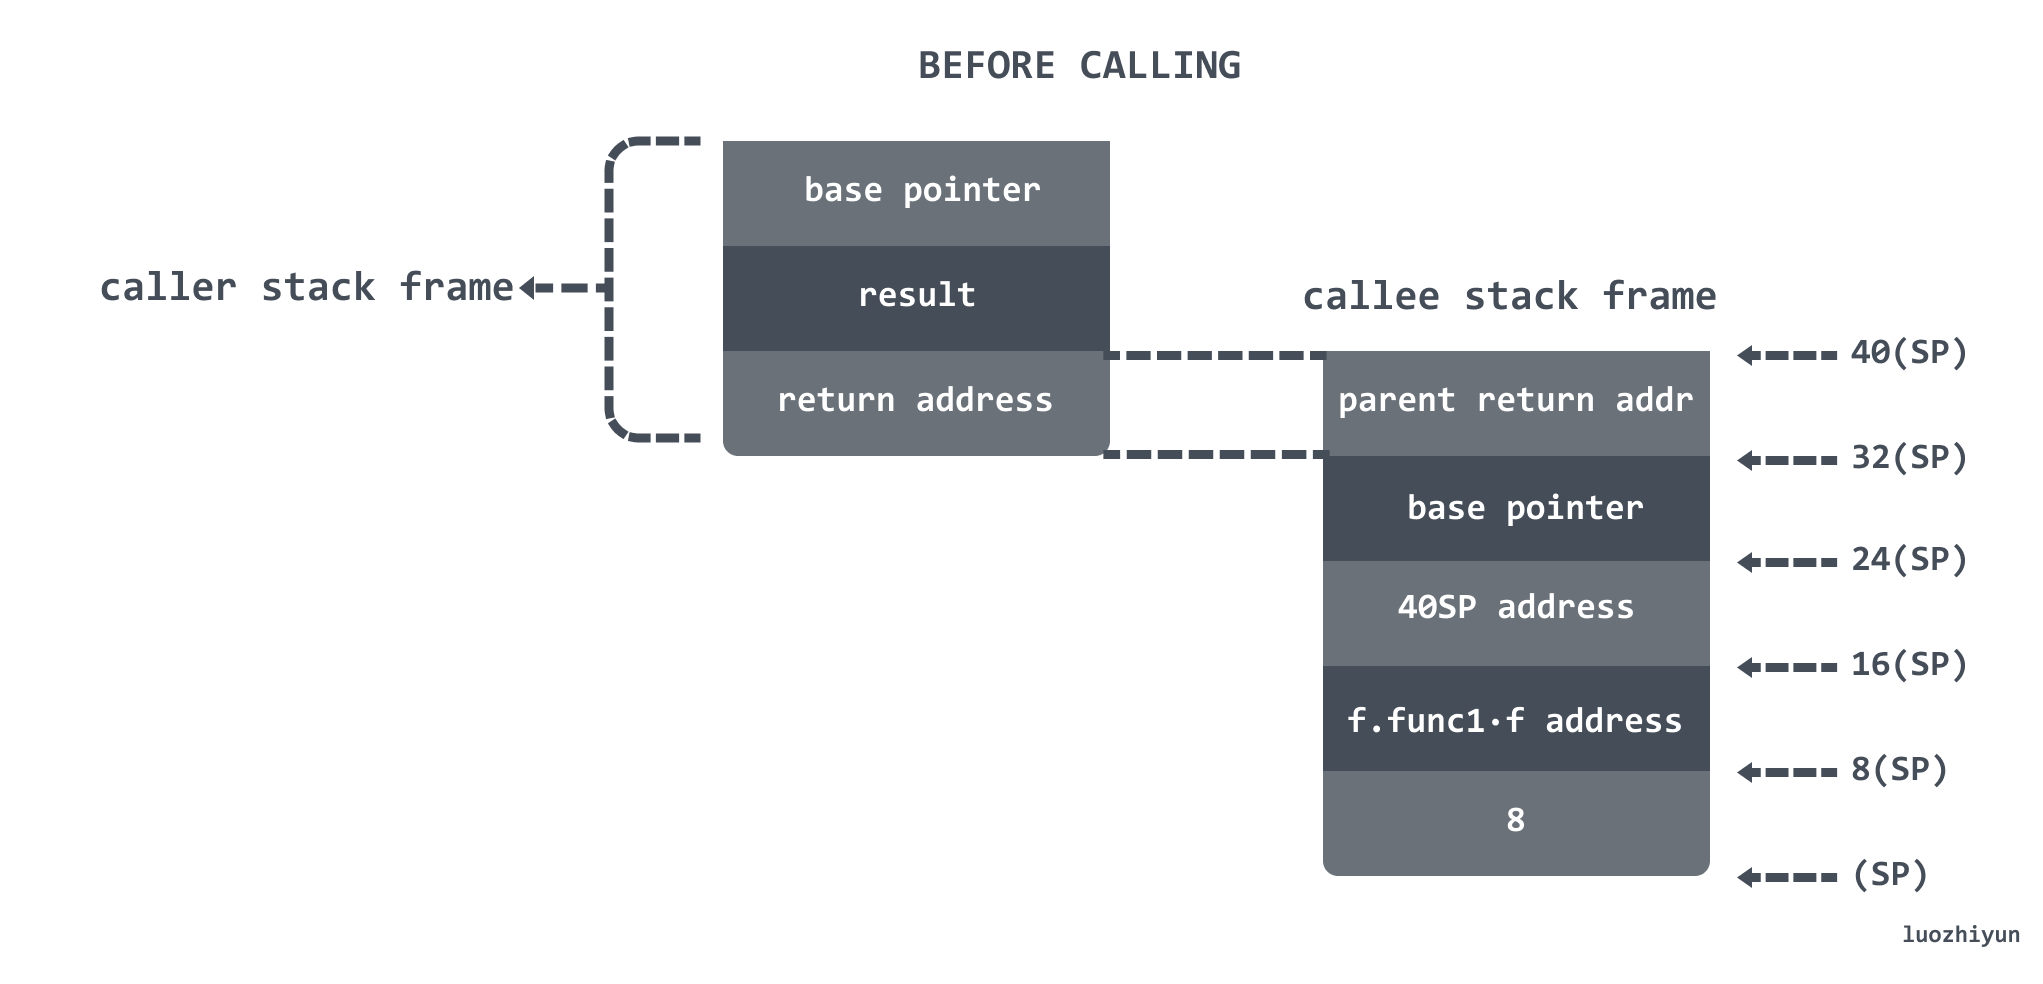 BEFORE CALLING
base pointer
result
return address
caller stack frame
callee stack frame
parent return addr
base pointer
40SP address
f.func1·f address
8
40(SP)
32(SP)
24(SP)
16(SP)
8(SP)
(SP)
luozhiyun